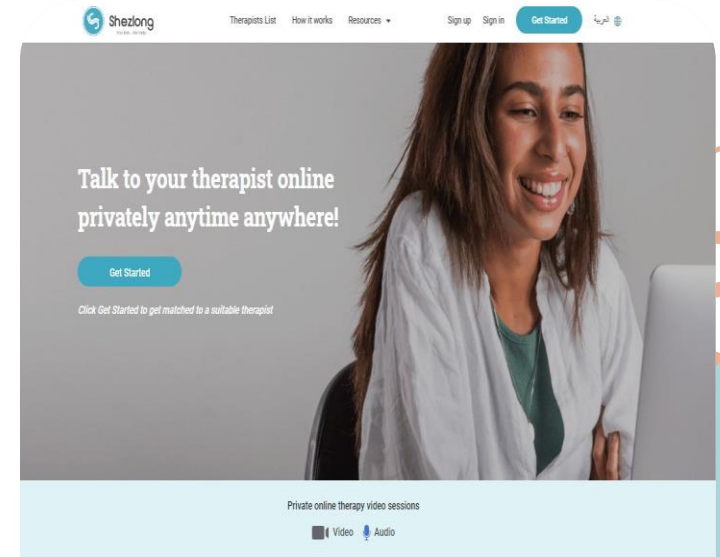 Shezlong
Therapists List How it works Resources
Sign up Sign in Get Started العربية
Talk to your therapist online
privately anytime anywhere!
Get Started
Click Get Started to get matched to a suitable therapist
Private online therapy video sessions
Video Audio